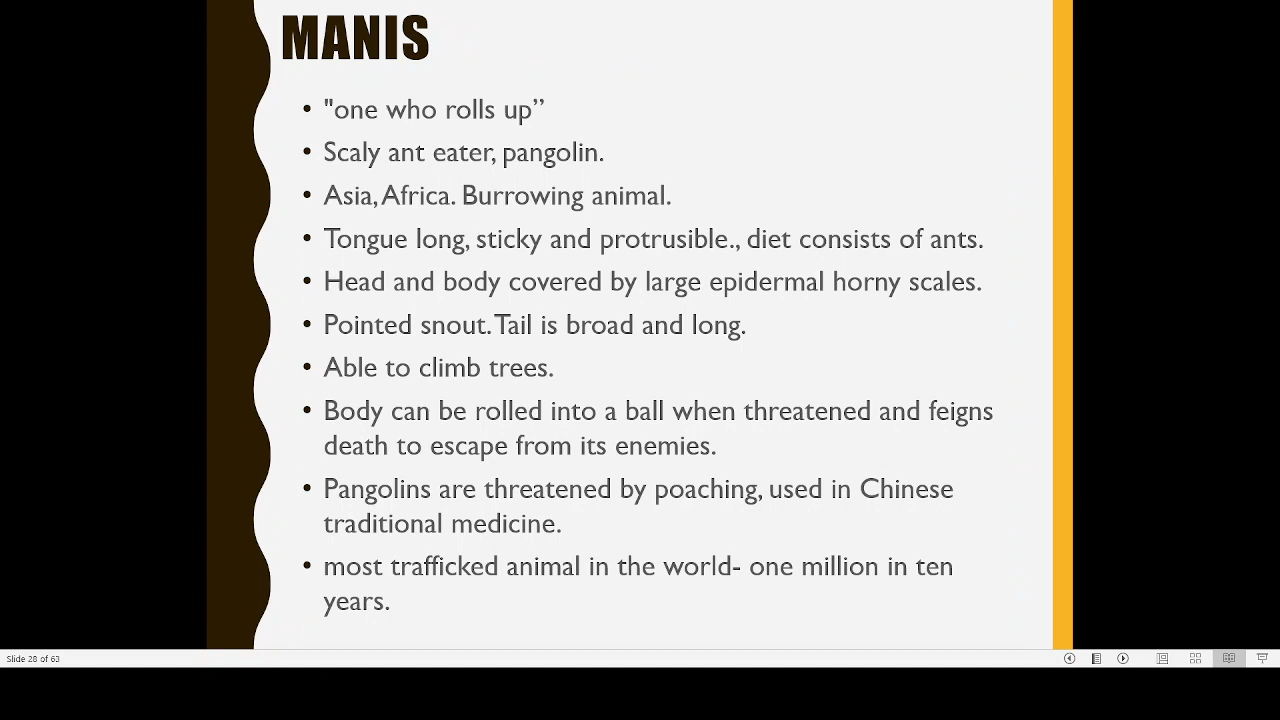 MANIS
• "one who rolls up”
• Scaly ant eater, pangolin.
• Asia, Africa. Burrowing animal.
• Tongue long, sticky and protrusible., diet consists of ants.
• Head and body covered by large epidermal horny scales.
• Pointed snout. Tail is broad and long.
• Able to climb trees.
• Body can be rolled into a ball when threatened and feigns
death to escape from its enemies.
• Pangolins are threatened by poaching, used in Chinese
traditional medicine.
• most trafficked animal in the world- one million in ten
years.
Slide 28 of 63